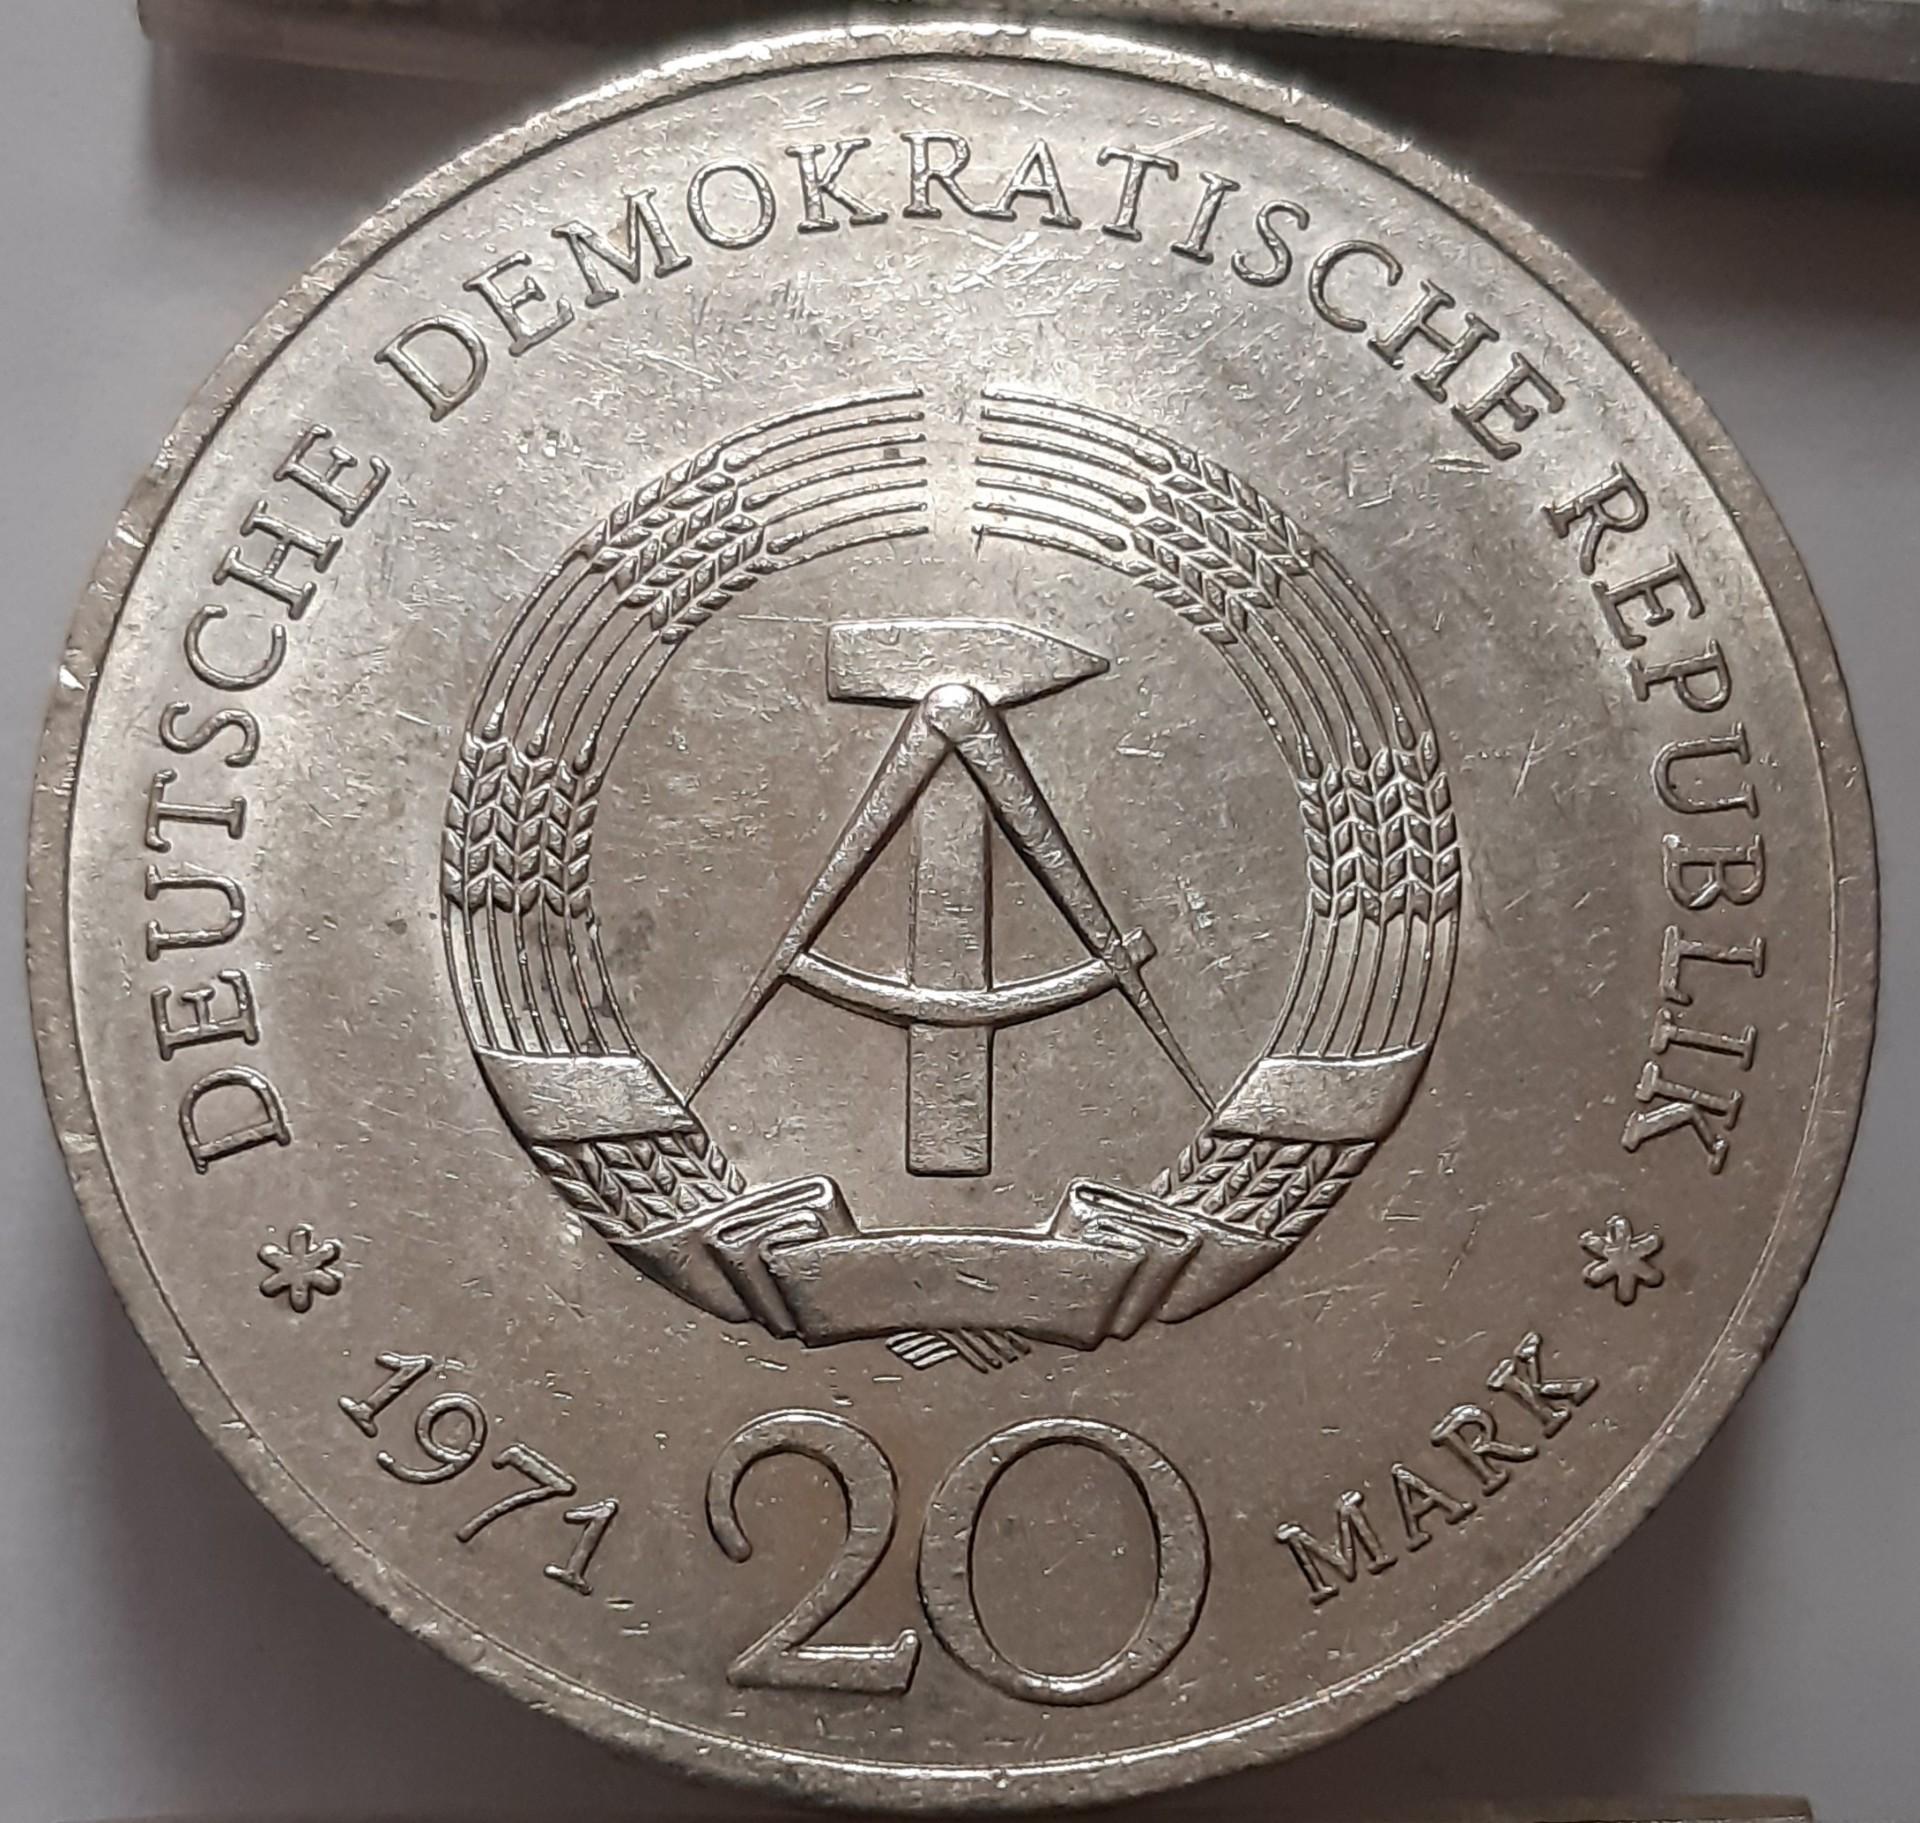 DEUTSCHE DEMOKRATISCHE REPUBLIK
* 1971 20 MARK *